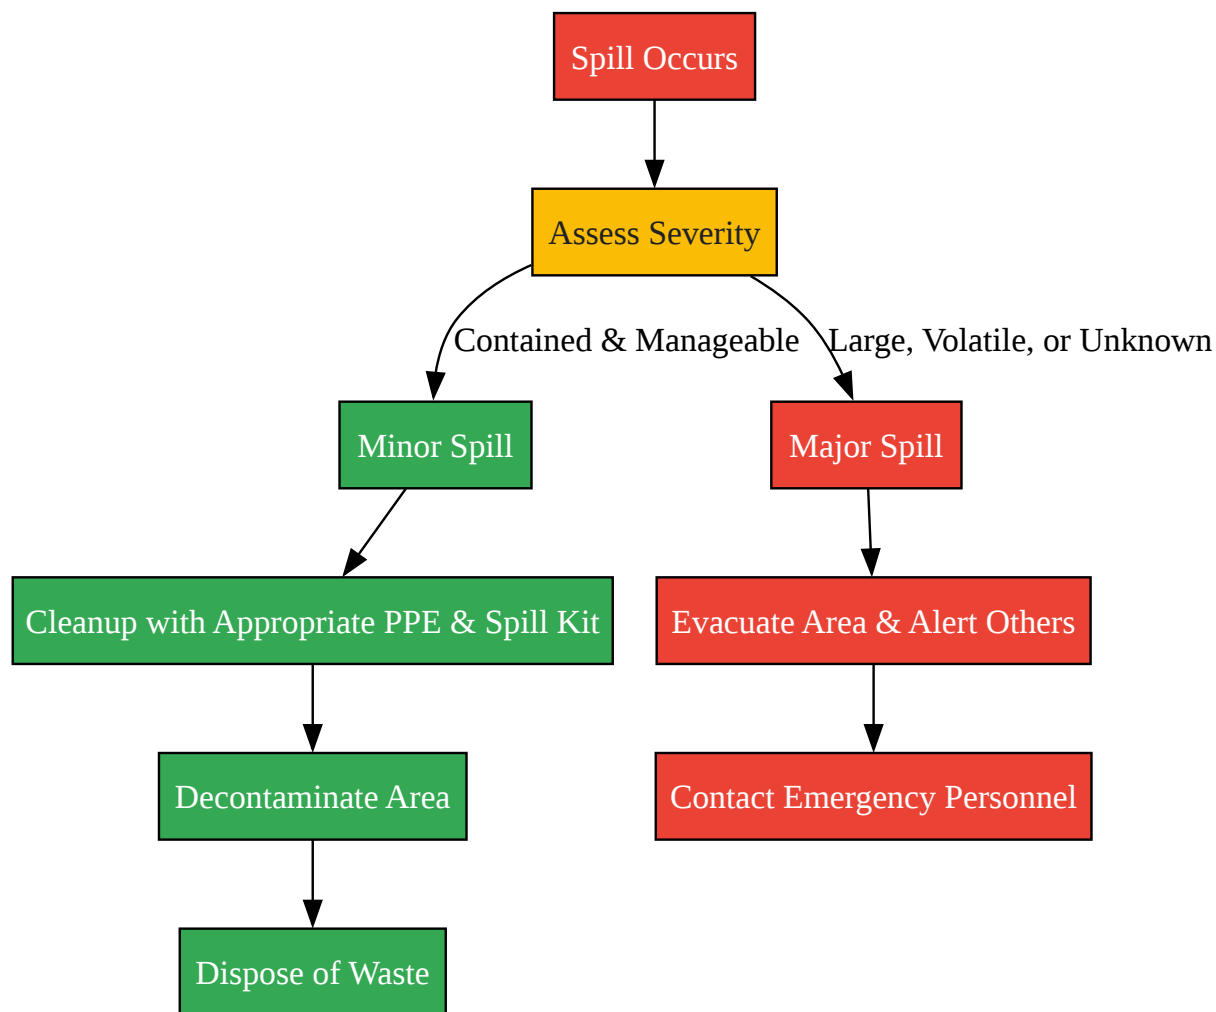 Spill Occurs
Assess Severity
Contained & Manageable
Large, Volatile, or Unknown
Minor Spill
Major Spill
Cleanup with Appropriate PPE & Spill Kit
Evacuate Area & Alert Others
Decontaminate Area
Contact Emergency Personnel
Dispose of Waste